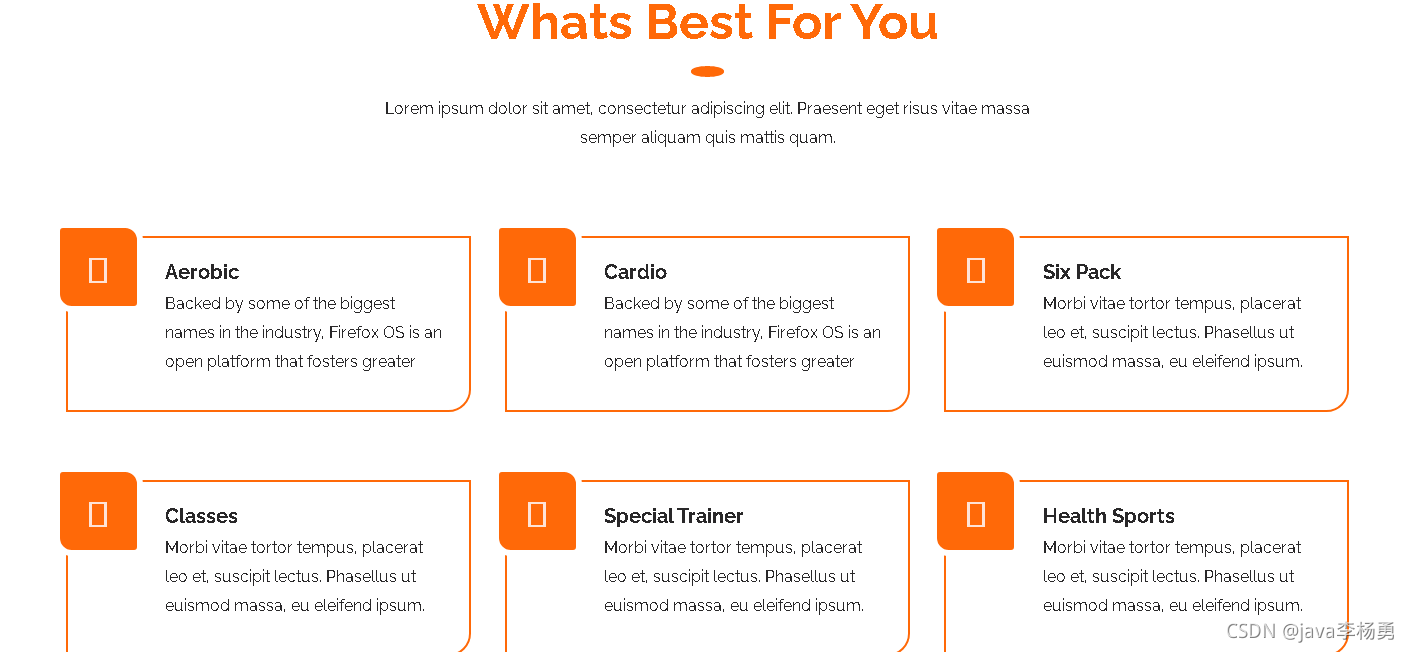 Whats Best For You
Lorem ipsum dolor sit amet, consectetur adipiscing elit. Praesent eget risus vitae massa
semper aliquam quis mattis quam.
Aerobic
Backed by some of the biggest
names in the industry, Firefox OS is an
open platform that fosters greater
Cardio
Backed by some of the biggest
names in the industry, Firefox OS is an
open platform that fosters greater
Six Pack
Morbi vitae tortor tempus, placerat
leo et, suscipit lectus. Phasellus ut
euismod massa, eu eleifend ipsum.
Classes
Morbi vitae tortor tempus, placerat
leo et, suscipit lectus. Phasellus ut
euismod massa, eu eleifend ipsum.
Special Trainer
Morbi vitae tortor tempus, placerat
leo et, suscipit lectus. Phasellus ut
euismod massa, eu eleifend ipsum.
Health Sports
Morbi vitae tortor tempus, placerat
leo et, suscipit lectus. Phasellus ut
euismod massa, eu eleifend ipsum.
CSDN @java李杨勇